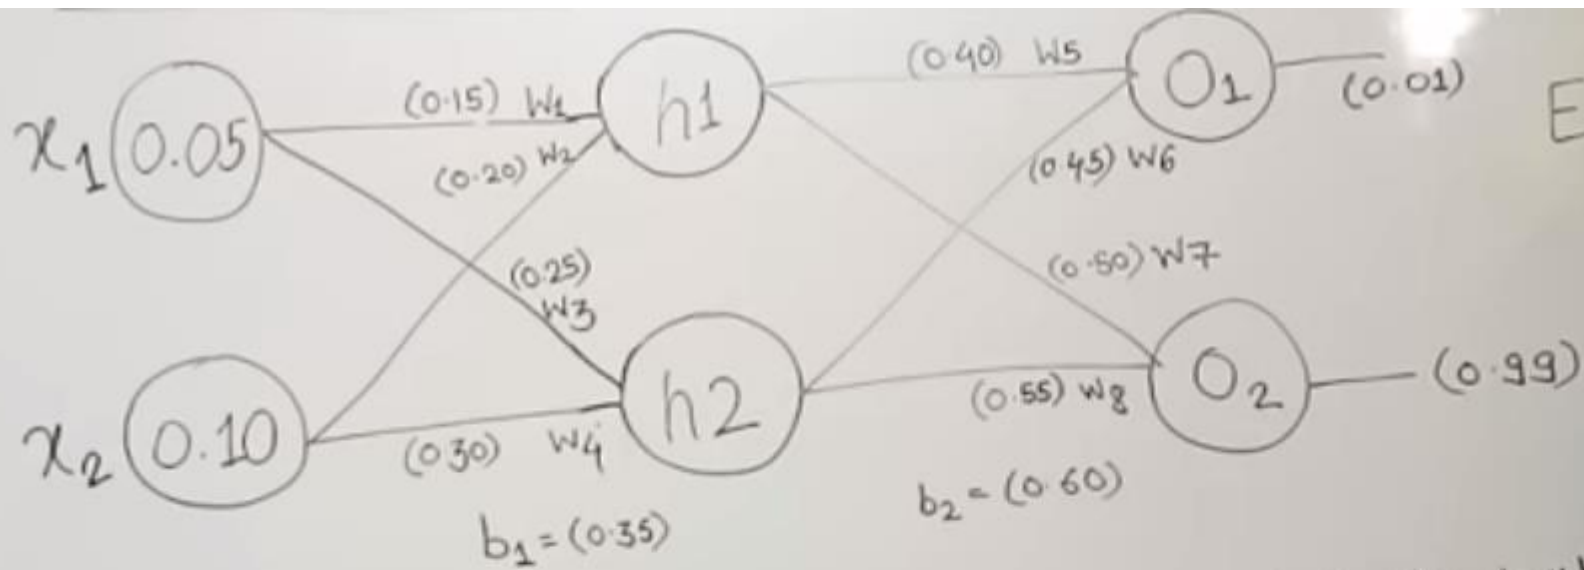 x1 0.05
(0.15) W1
h1
(0.40) W5
O1
(0.01)
E
(0.20) W2
(0.45) W6
(0.25)
W3
(0.50) W7
x2 0.10
(0.30) W4
h2
(0.55) W8
O2
(0.99)
b1 = (0.35)
b2 = (0.60)